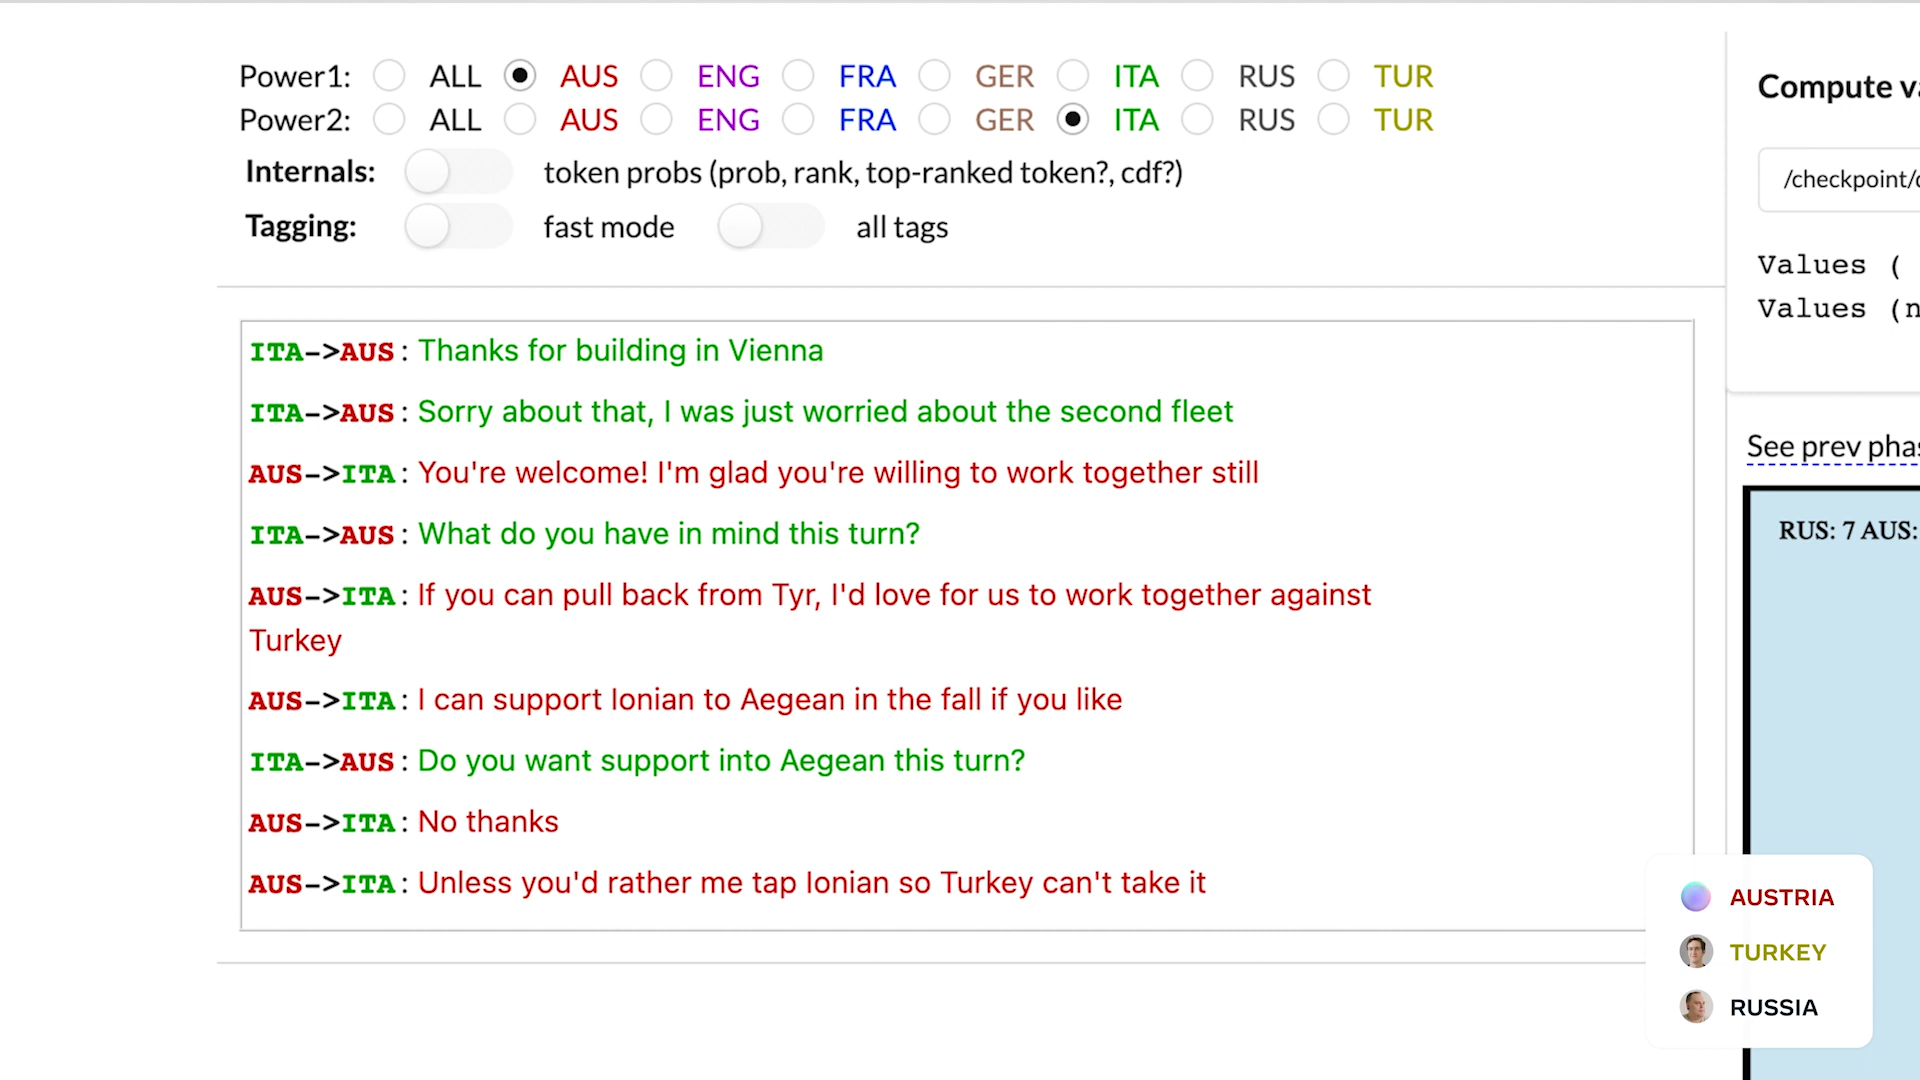 Power1: ALL AUS ENG FRA GER ITA RUS TUR
Power2: ALL AUS ENG FRA GER ITA RUS TUR
Internals: token probs (prob, rank, top-ranked token?, cdf?)
Tagging: fast mode all tags
ITA->AUS: Thanks for building in Vienna
ITA->AUS: Sorry about that, I was just worried about the second fleet
AUS->ITA: You're welcome! I'm glad you're willing to work together still
ITA->AUS: What do you have in mind this turn?
AUS->ITA: If you can pull back from Tyr, I'd love for us to work together against
Turkey
AUS->ITA: I can support Ionian to Aegean in the fall if you like
ITA->AUS: Do you want support into Aegean this turn?
AUS->ITA: No thanks
AUS->ITA: Unless you'd rather me tap Ionian so Turkey can't take it
Compute va
/checkpoint/
Values (
Values (n
See prev phas
RUS: 7 AUS:
AUSTRIA
TURKEY
RUSSIA